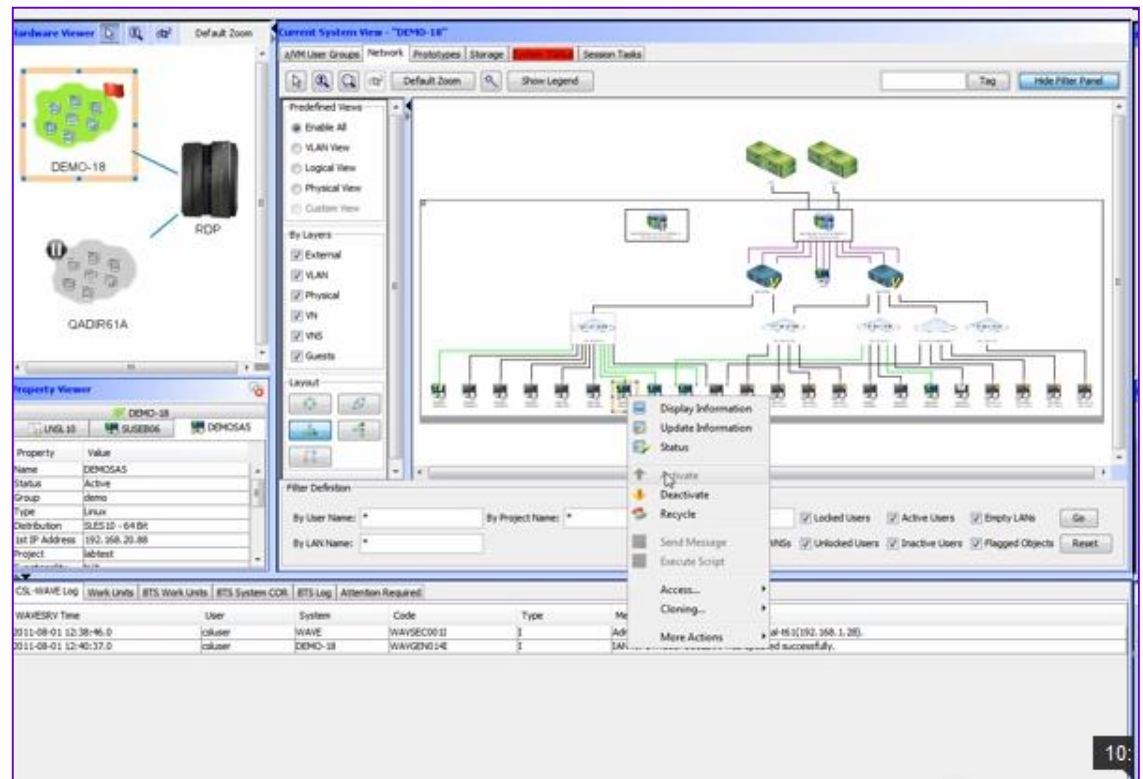 Hardware Viewer
Default Zoom
DEMO-18
RDP
QADIR61A
Property Viewer
DEMO-18
LNSL10
SUSEB06
DEMOSAS
Property Value
Name DEMOSAS
Status Active
Group demo
Type Linux
Distribution SLES10 - 64 Bit
1st IP Address 192.168.20.88
Project labtest
Current System View - "DEMO-18"
z/VM User Groups
Network
Prototypes
Storage
Session Tasks
Default Zoom
Show Legend
Tag
Hide Filter Panel
Predefined Views
Enable All
VLAN View
Logical View
Physical View
Custom View
By Layers
External
VLAN
Physical
VN
VNS
Guests
Layout
Display Information
Update Information
Status
Activate
Deactivate
Recycle
Send Message
Execute Script
Access...
Cloning...
More Actions
Filter Definition
By User Name: *
By Project Name: *
Locked Users
Active Users
Empty LANs
Go
By LAN Name: *
Unlocked Users
Inactive Users
Flagged Objects
Reset
CSL-WAVE Log
Work Units
BTS Work Units
BTS System COR
BTS Log
Attention Required
WAVESRV Time User System Code Type
2011-08-01 12:38:46.0 csluser WAVE WAVSEC001I I
2011-08-01 12:40:37.0 csluser DEMO-18 WAVGEN014I I
successfully.
10: